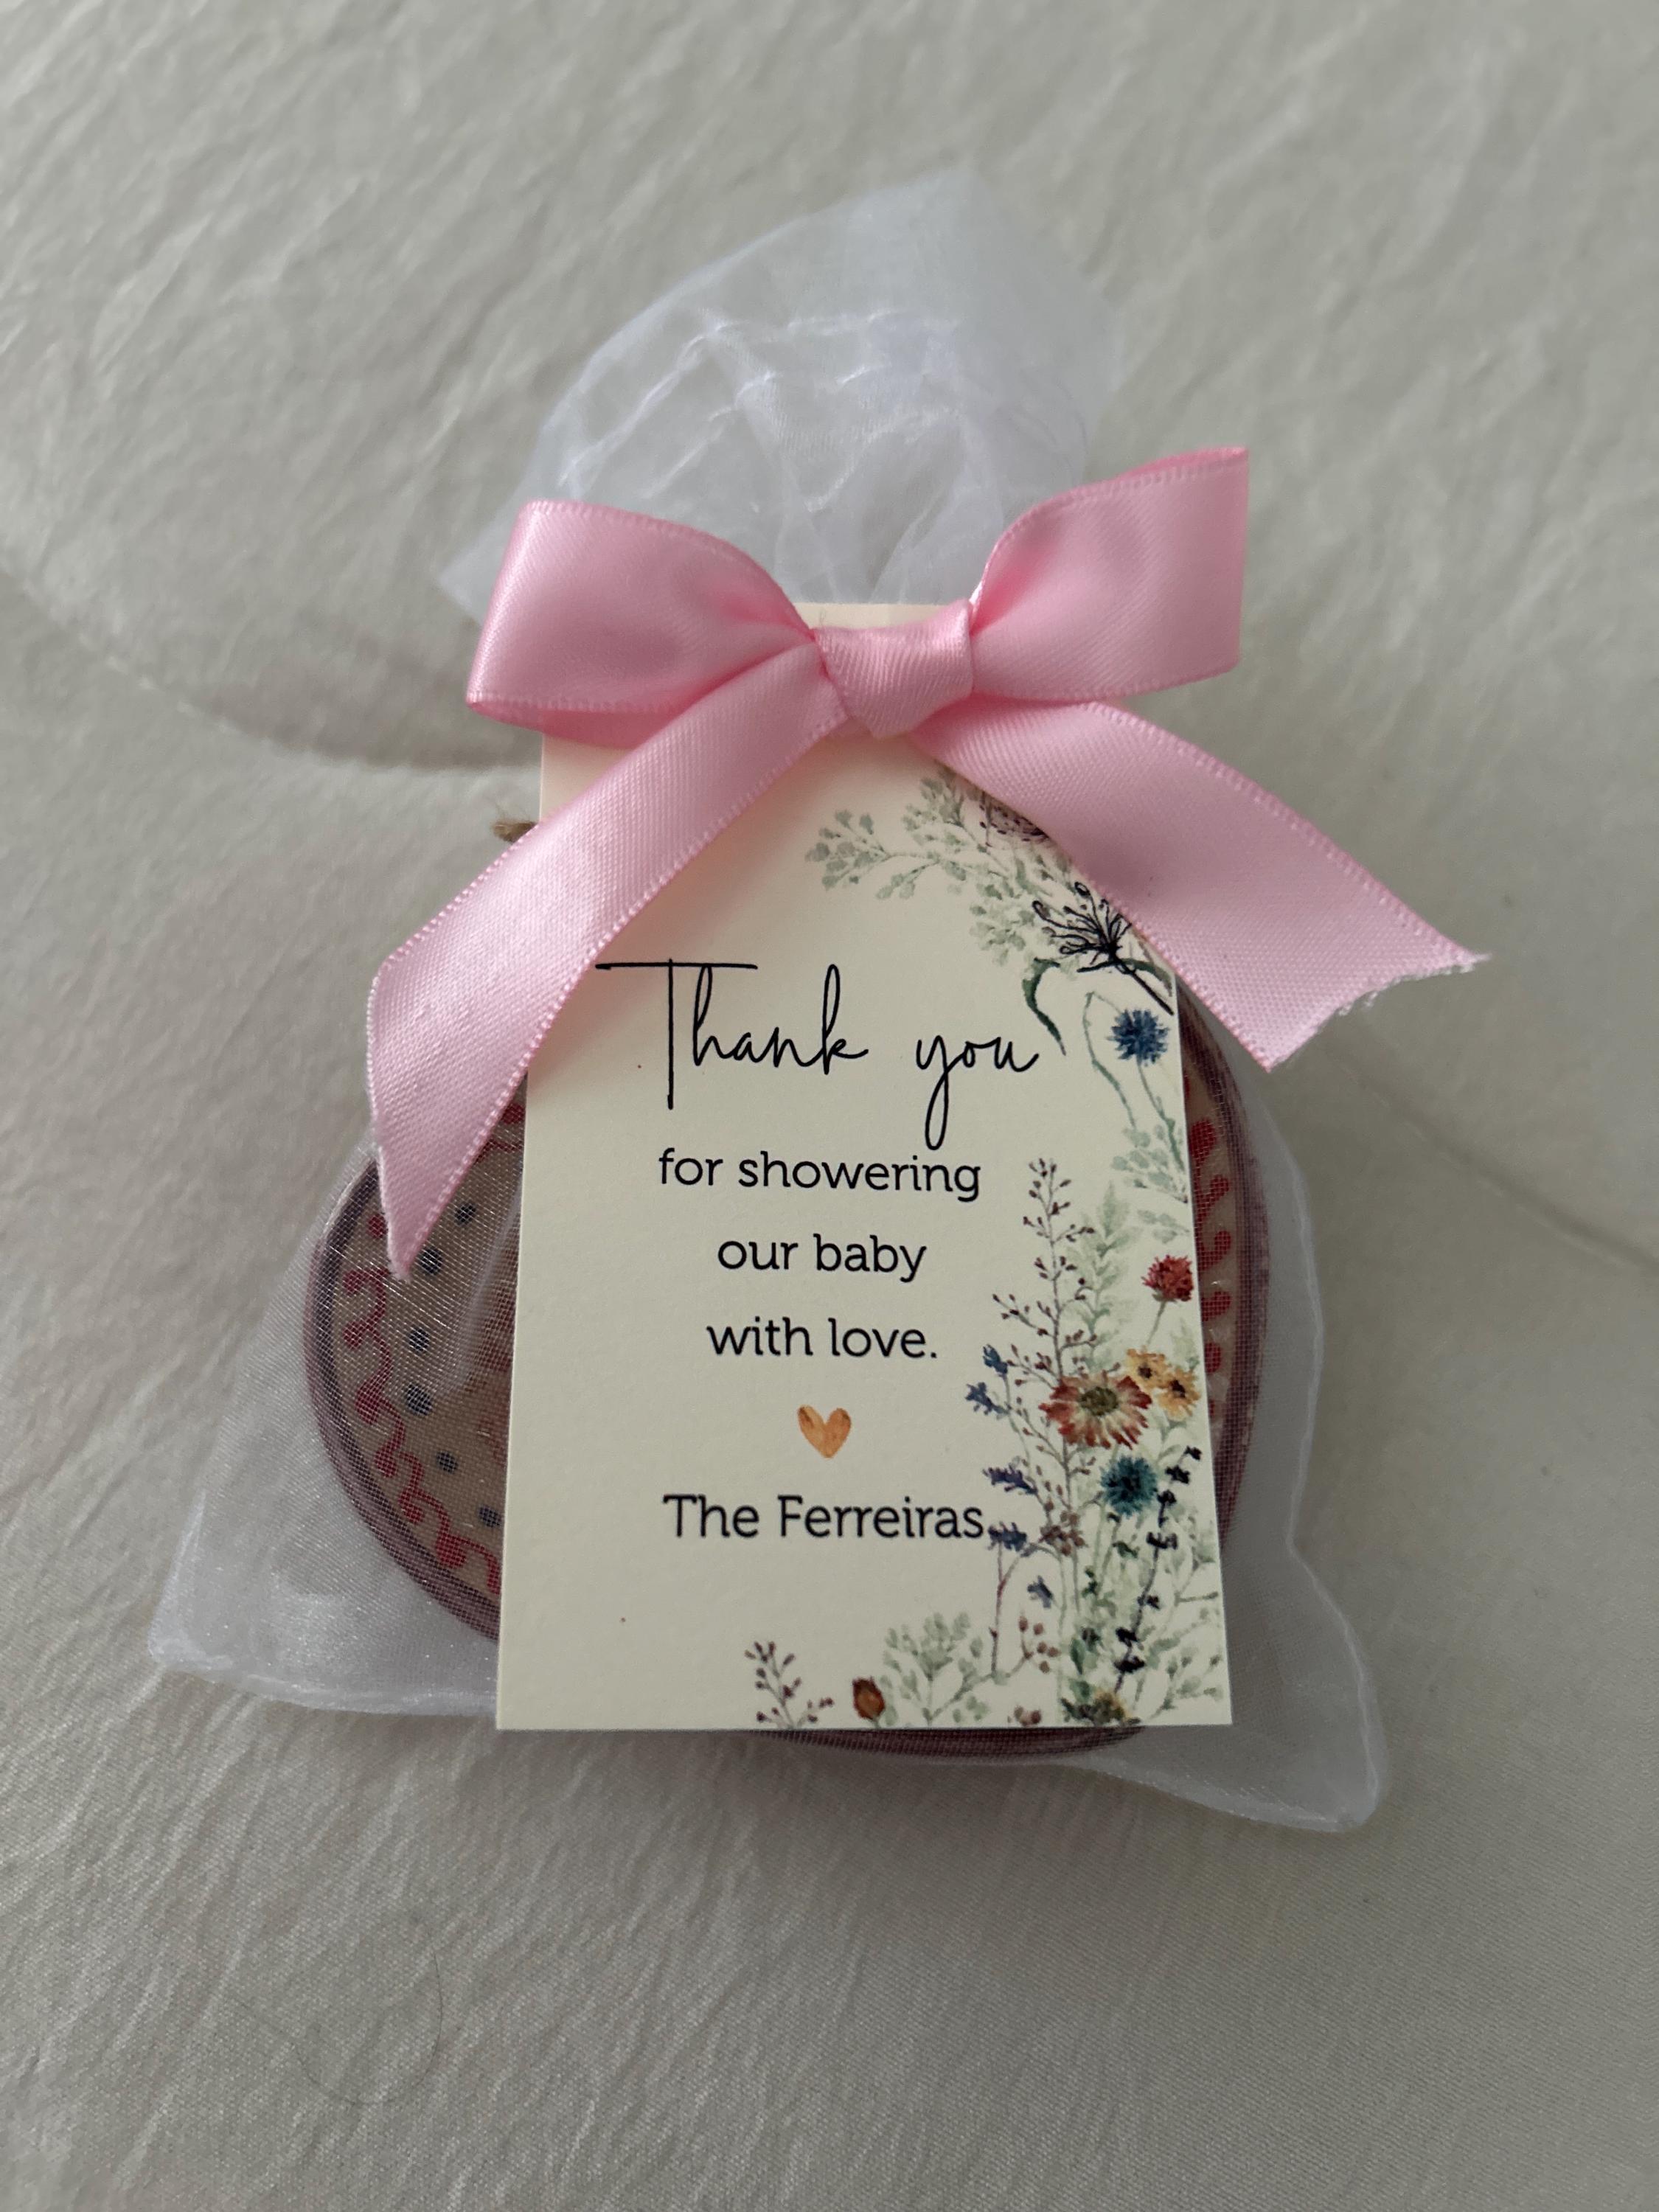 Thank you
for showering
our baby
with love.
The Ferreiras